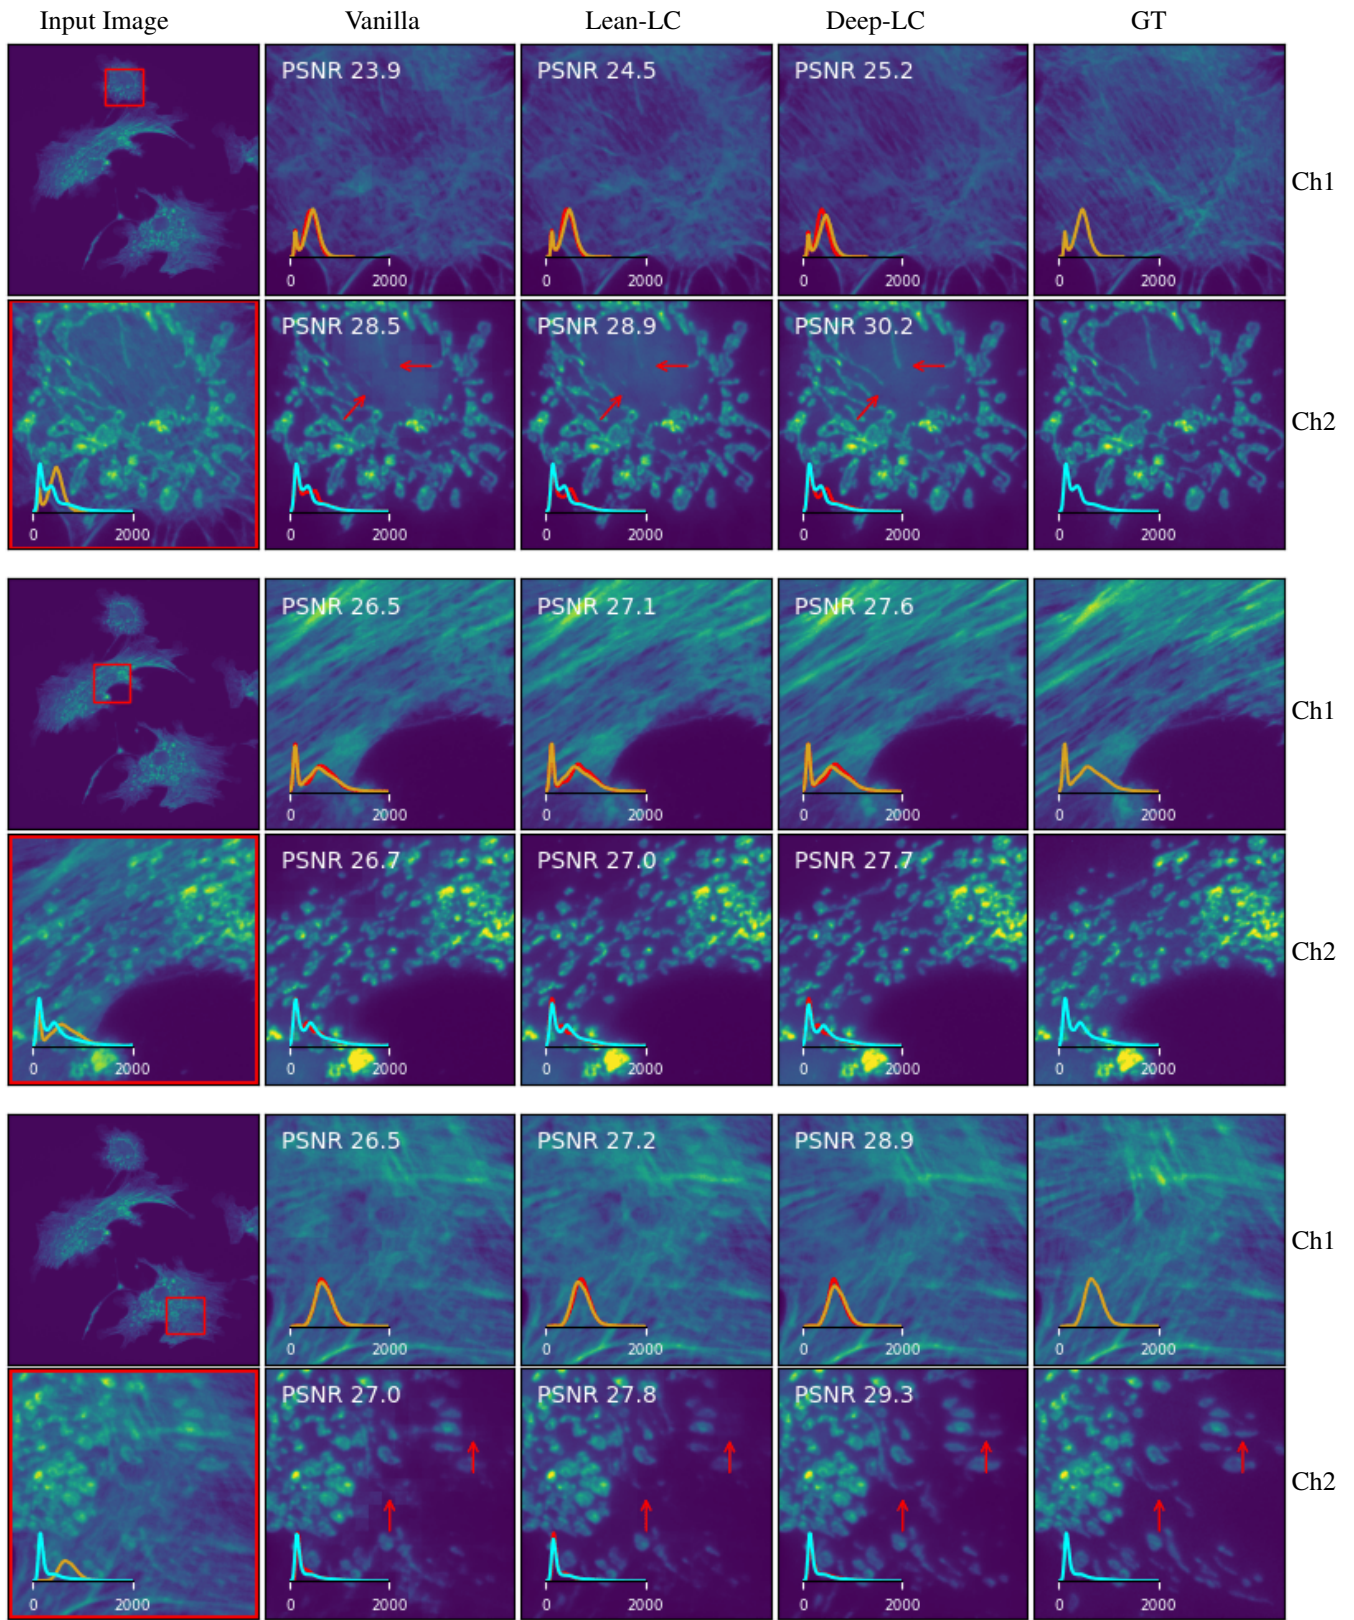 Input Image Vanilla Lean-LC Deep-LC GT
PSNR 23.9 PSNR 24.5 PSNR 25.2
Ch1
0 2000 0 2000 0 2000 0 2000
PSNR 28.5 PSNR 28.9 PSNR 30.2
Ch2
0 2000 0 2000 0 2000 0 2000 0 2000
PSNR 26.5 PSNR 27.1 PSNR 27.6
Ch1
0 2000 0 2000 0 2000 0 2000
PSNR 26.7 PSNR 27.0 PSNR 27.7
Ch2
0 2000 0 2000 0 2000 0 2000 0 2000
PSNR 26.5 PSNR 27.2 PSNR 28.9
Ch1
0 2000 0 2000 0 2000 0 2000
PSNR 27.0 PSNR 27.8 PSNR 29.3
Ch2
0 2000 0 2000 0 2000 0 2000 0 2000